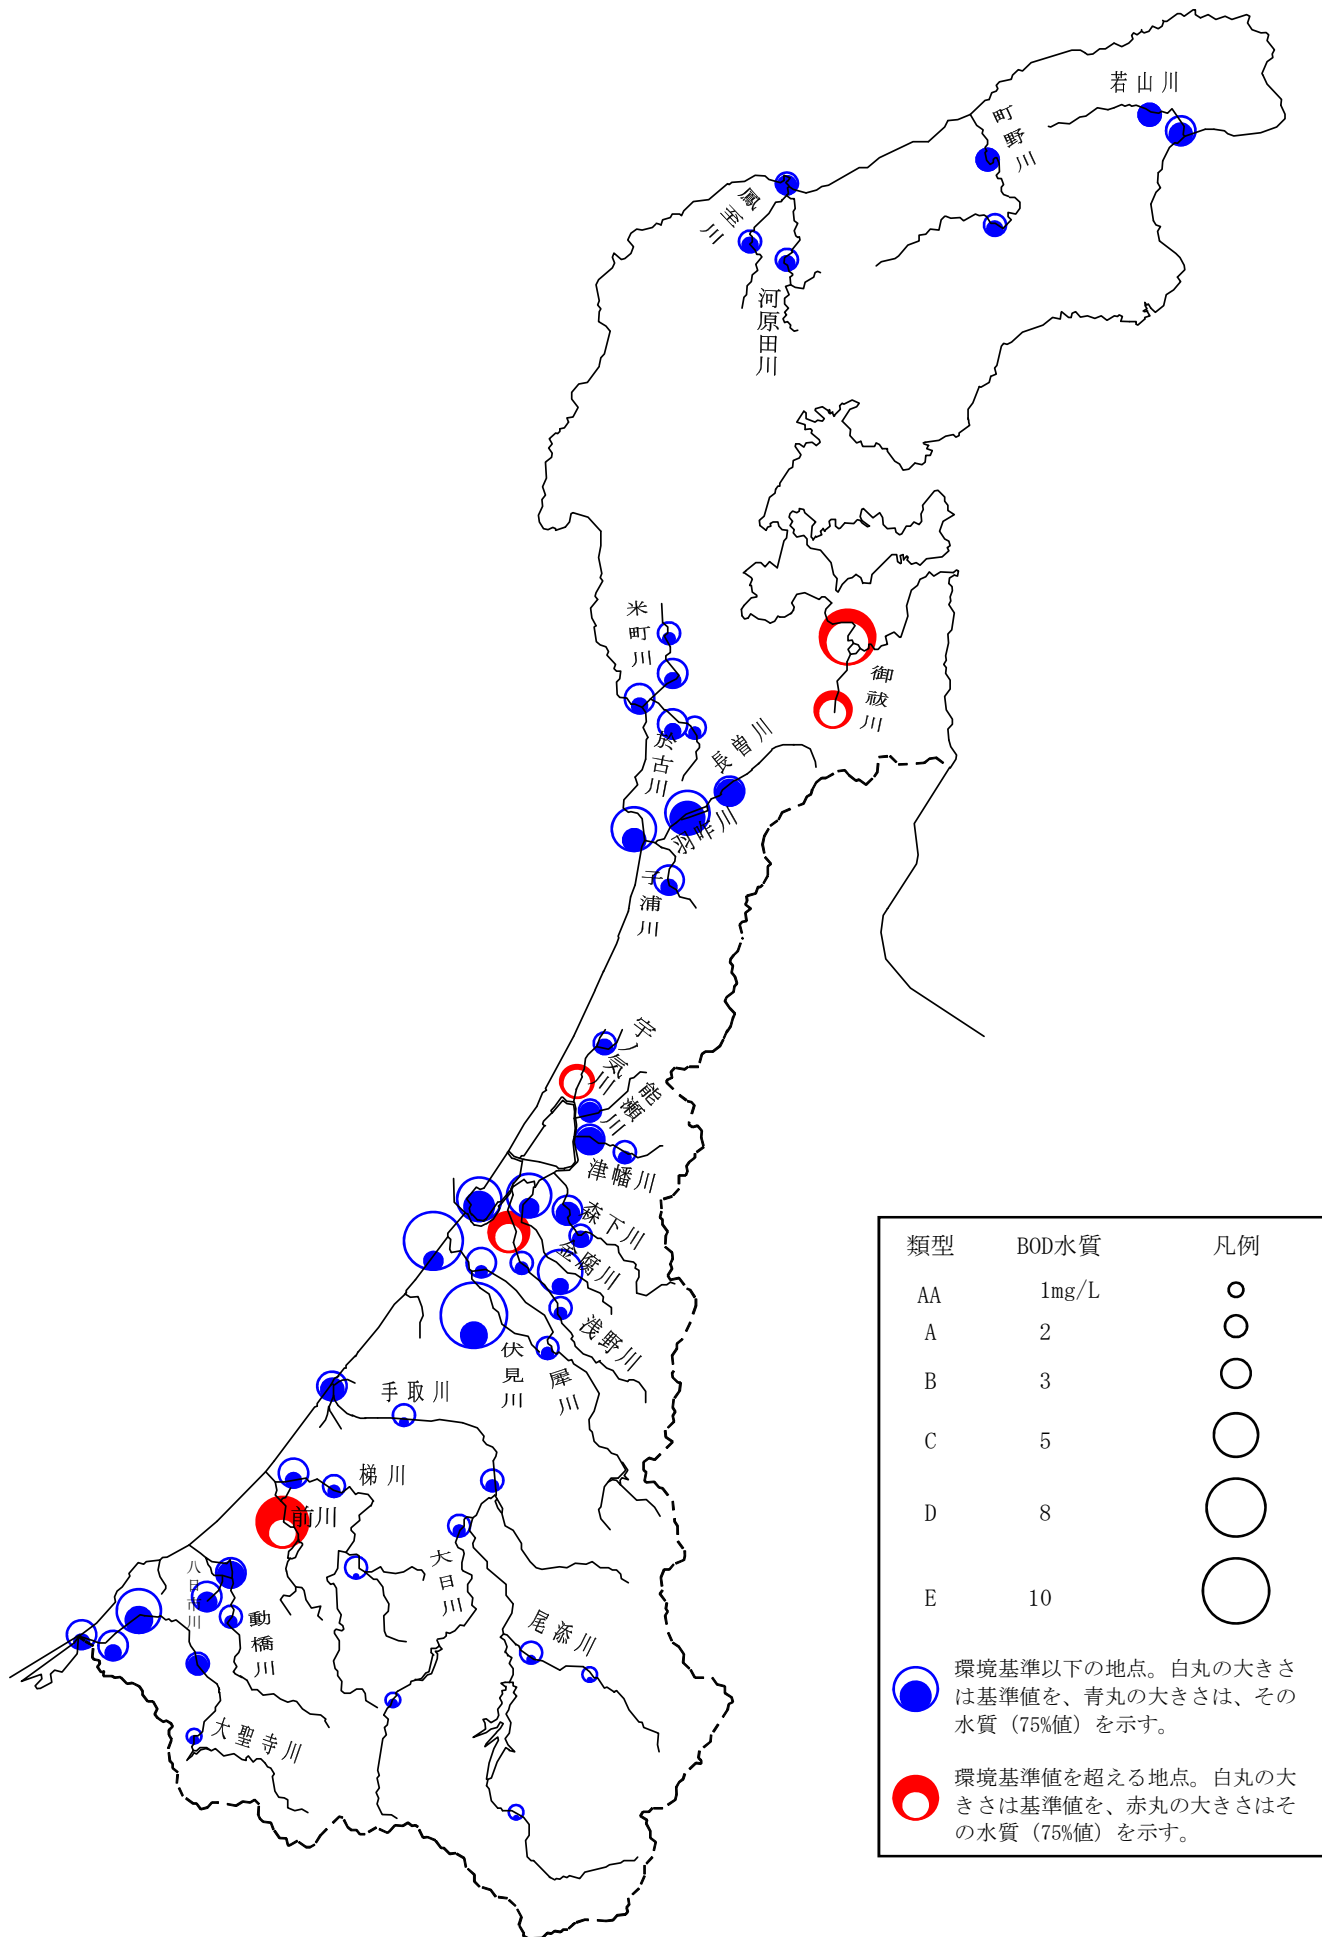 若山川
町野川
鳳至川
河原田川
米町川
御祓川
於古川
長曽川
羽咋川
子浦川
宇ノ気川
能瀬川
津幡川
森下川
金腐川
浅野川
犀川
伏見川
手取川
梯川
前川
大日川
八日市川
動橋川
尾添川
大聖寺川
類型 BOD水質 凡例
AA 1mg/L
A 2
B 3
C 5
D 8
E 10
環境基準以下の地点。白丸の大きさ
は基準値を、青丸の大きさは、その
水質（75%値）を示す。
環境基準値を超える地点。白丸の大
きさは基準値を、赤丸の大きさはそ
の水質（75%値）を示す。